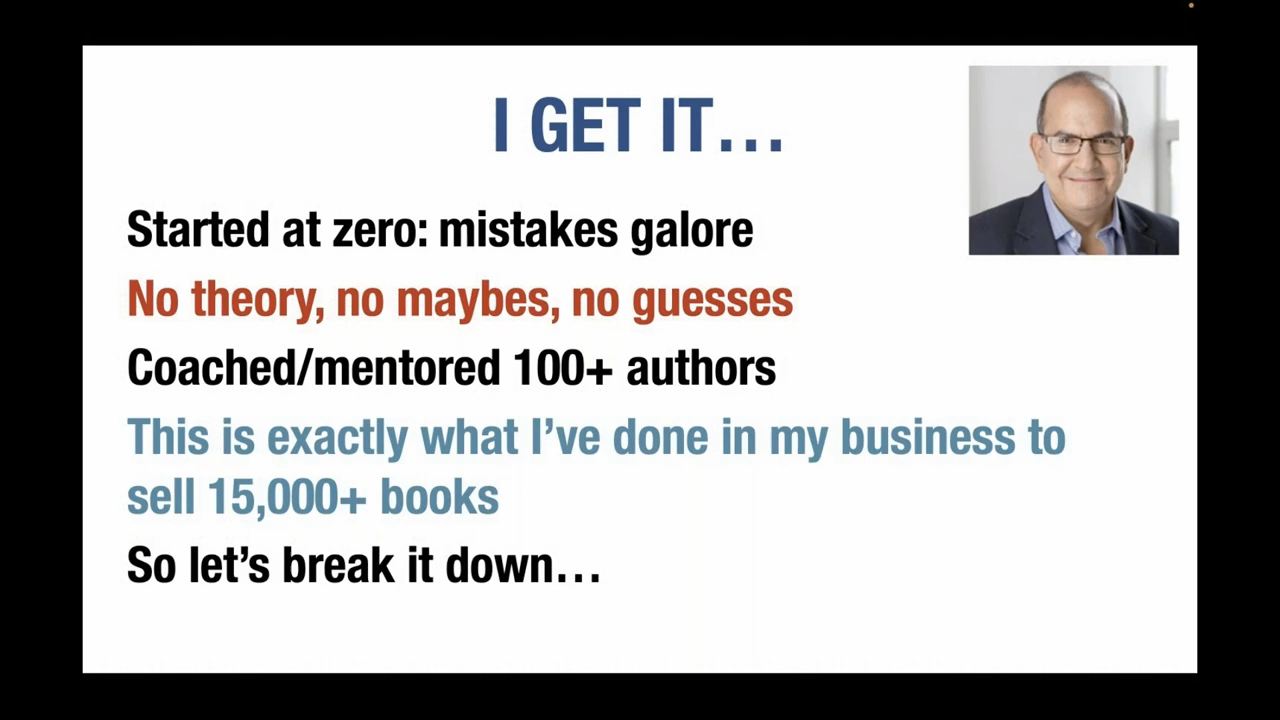 I GET IT…
Started at zero: mistakes galore
No theory, no maybes, no guesses
Coached/mentored 100+ authors
This is exactly what I’ve done in my business to
sell 15,000+ books
So let’s break it down…